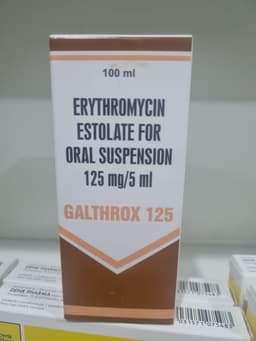 100 ml
ERYTHROMYCIN
ESTOLATE FOR
ORAL SUSPENSION
125 mg/5 ml
GALTHROX 125